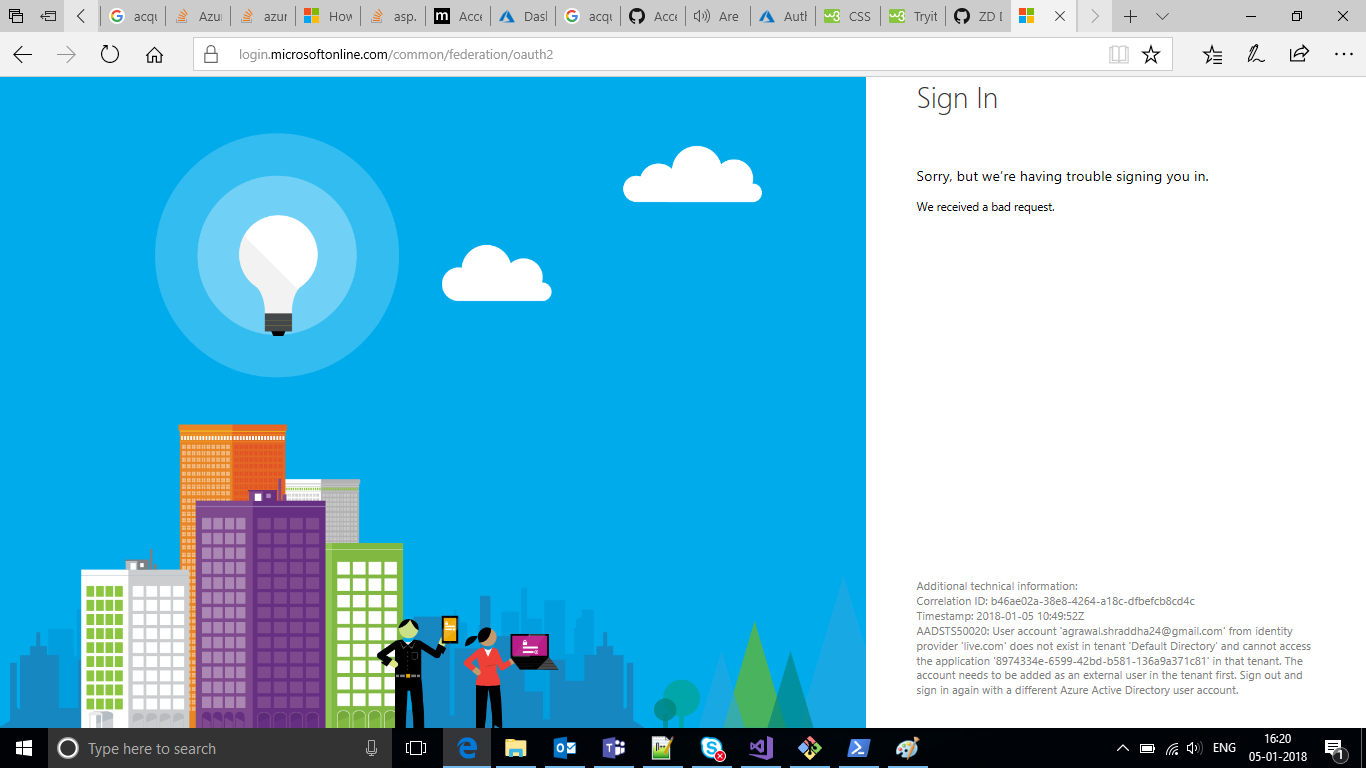 acqu
Azur
azur
How
asp.
Acce
Dash
acqu
Acce
Are
Auth
CSS
Tryit
ZD I
login.microsoftonline.com/common/federation/oauth2
Sign In
Sorry, but we're having trouble signing you in.
We received a bad request.
Additional technical information:
Correlation ID: b46ae02a-38e8-4264-a18c-dfbefcb8cd4c
Timestamp: 2018-01-05 10:49:52Z
AADSTS50020: User account 'agrawal.shraddha24@gmail.com' from identity
provider 'live.com' does not exist in tenant 'Default Directory' and cannot access
the application '8974334e-6599-42bd-b581-136a9a371c81' in that tenant. The
account needs to be added as an external user in the tenant first. Sign out and
sign in again with a different Azure Active Directory user account.
Type here to search
ENG
16:20
05-01-2018
1